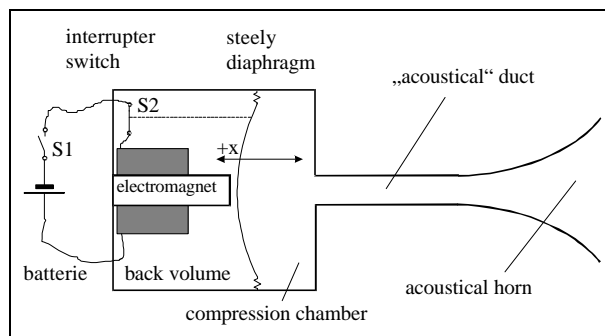 interrupter
switch
steely
diaphragm
„acoustical“ duct
S2
S1
+x
electromagnet
batterie
back volume
compression chamber
acoustical horn